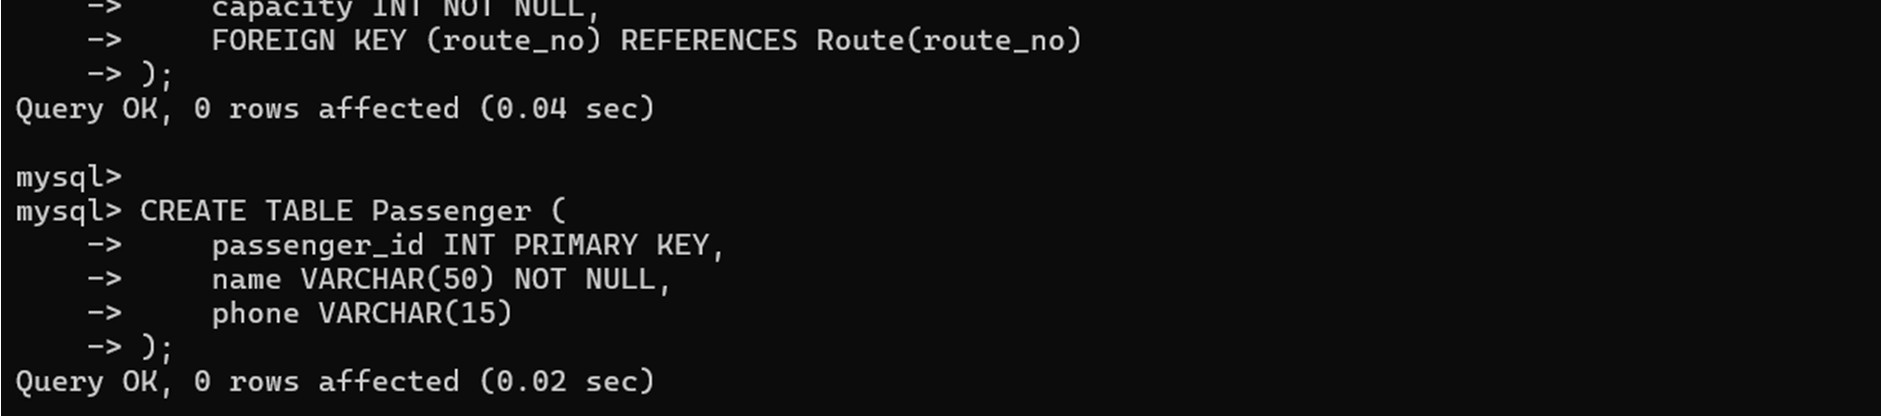 ->     capacity INT NOT NULL,
->     FOREIGN KEY (route_no) REFERENCES Route(route_no)
-> );
Query OK, 0 rows affected (0.04 sec)
mysql>
mysql> CREATE TABLE Passenger (
->     passenger_id INT PRIMARY KEY,
->     name VARCHAR(50) NOT NULL,
->     phone VARCHAR(15)
-> );
Query OK, 0 rows affected (0.02 sec)